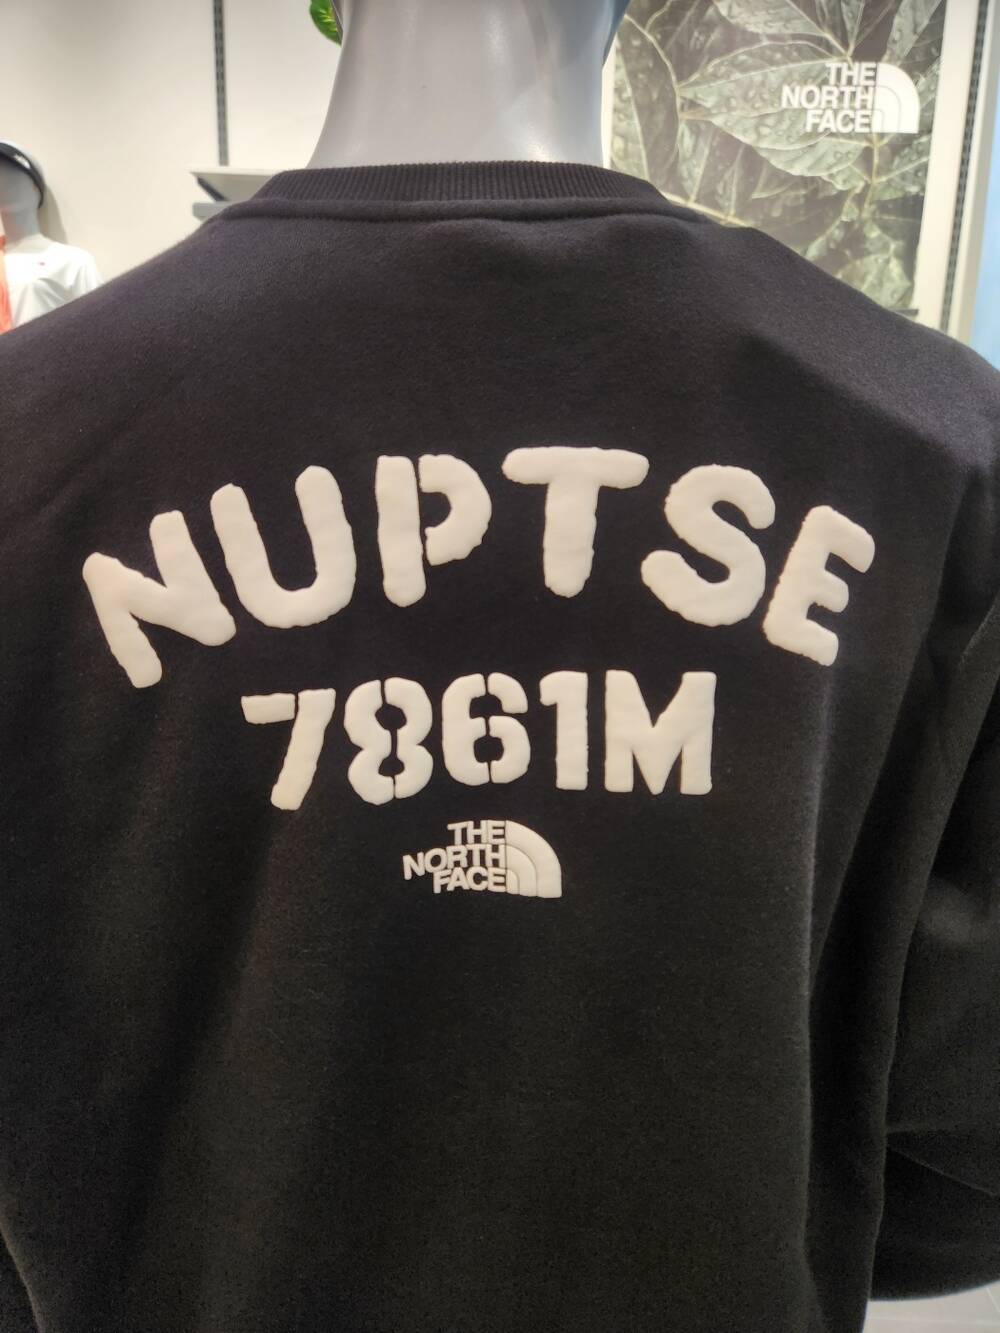 THE
NORTH
FACE
NUPTSE
7861M
THE
NORTH
FACE